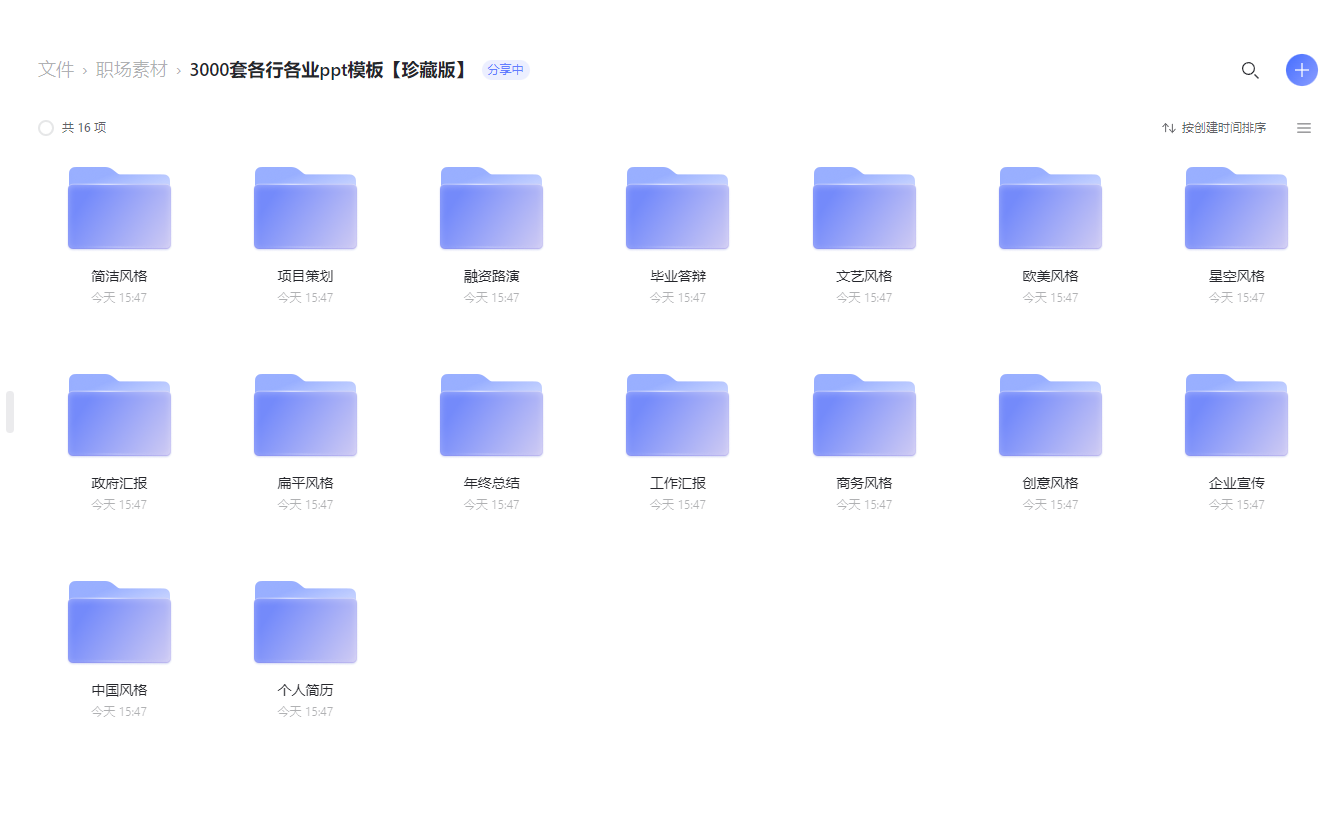 文件 › 职场素材 › 3000套各行各业ppt模板【珍藏版】 分享中
共 16 项 按创建时间排序
简洁风格 项目策划 融资路演 毕业答辩 文艺风格 欧美风格 星空风格
今天 15:47 今天 15:47 今天 15:47 今天 15:47 今天 15:47 今天 15:47 今天 15:47
政府汇报 扁平风格 年终总结 工作汇报 商务风格 创意风格 企业宣传
今天 15:47 今天 15:47 今天 15:47 今天 15:47 今天 15:47 今天 15:47 今天 15:47
中国风格 个人简历
今天 15:47 今天 15:47